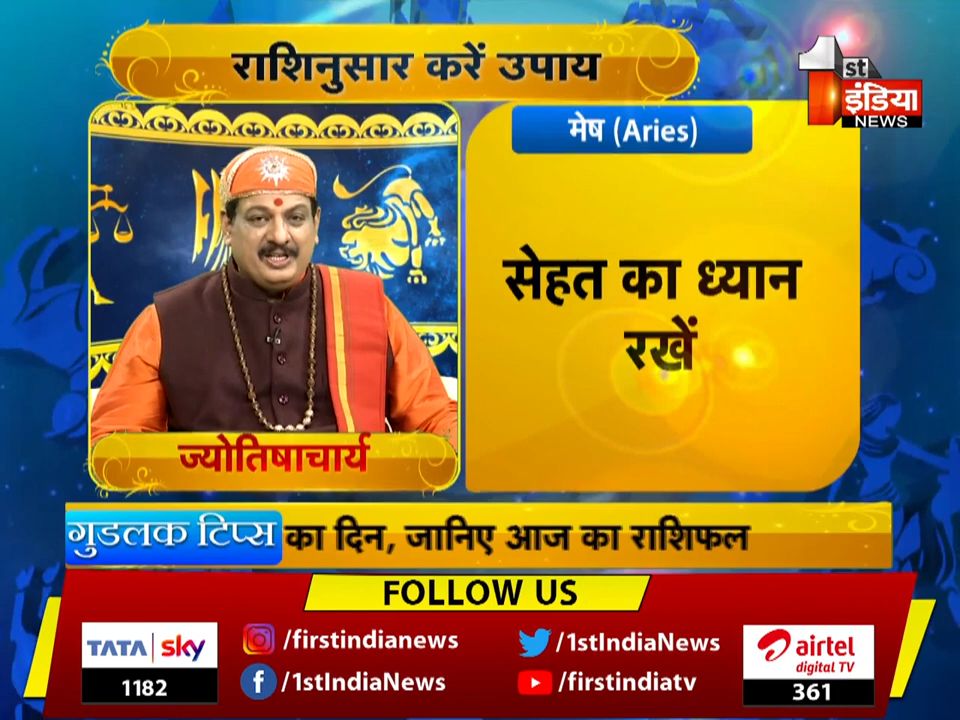 राशिनुसार करें उपाय
1st
इंडिया
NEWS
मेष (Aries)
सेहत का ध्यान
रखें
ज्योतिषाचार्य
गुडलक टिप्स
का दिन, जानिए आज का राशिफल
FOLLOW US
TATA sky
1182
/firstindianews
/1stIndiaNews
/1stIndiaNews
/firstindiatv
airtel
digital TV
361